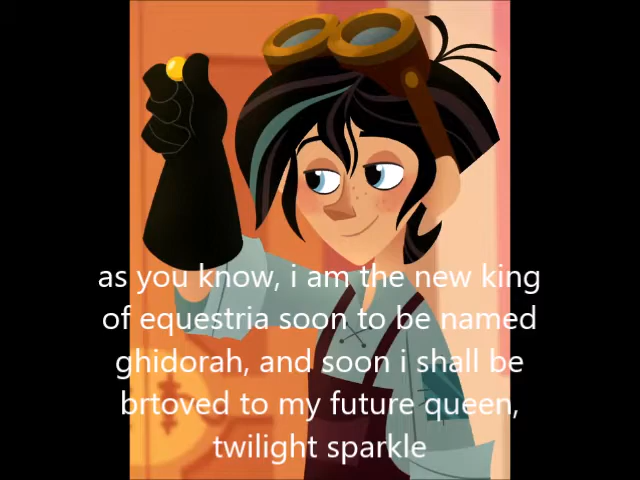 as you know, i am the new king
of equestria soon to be named
ghidorah, and soon i shall be
brtoved to my future queen,
twilight sparkle